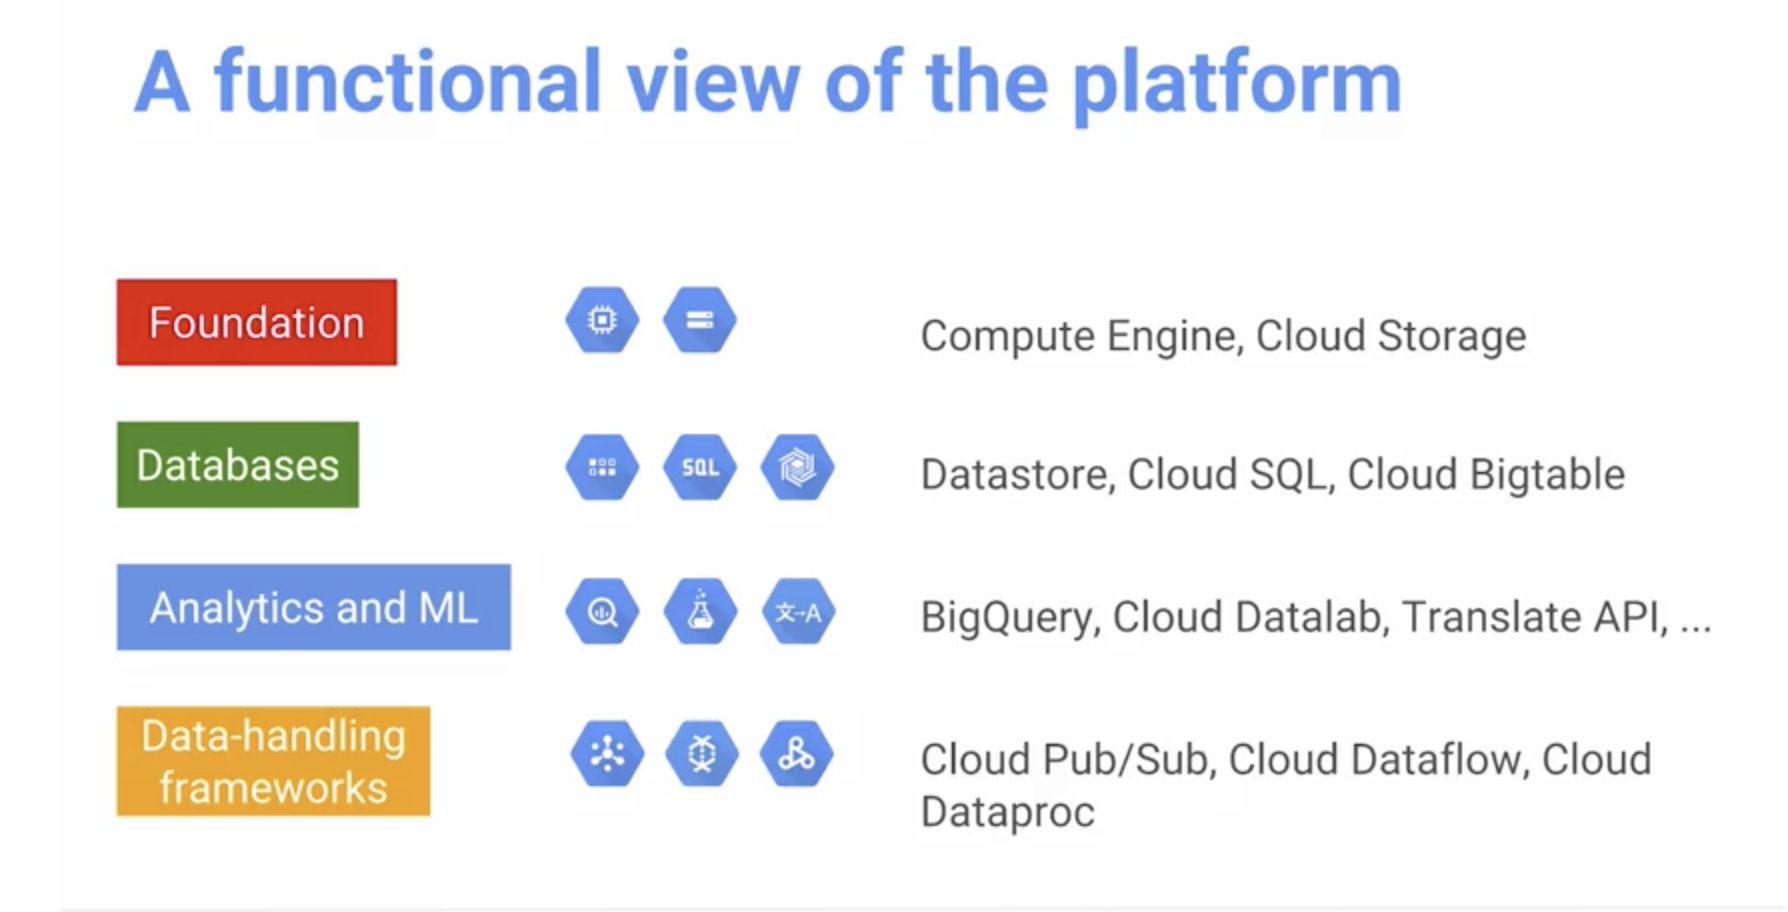 A functional view of the platform
Foundation
Compute Engine, Cloud Storage
Databases
SQL
Datastore, Cloud SQL, Cloud Bigtable
Analytics and ML
文→A
BigQuery, Cloud Datalab, Translate API, ...
Data-handling
frameworks
Cloud Pub/Sub, Cloud Dataflow, Cloud
Dataproc